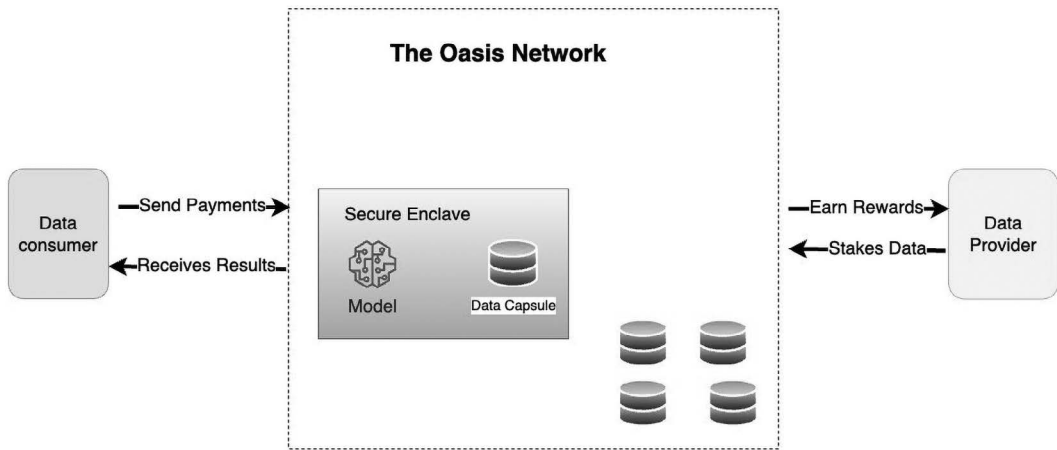 The Oasis Network
Data
consumer
Send Payments
Receives Results
Secure Enclave
Model
Data Capsule
Earn Rewards
Stakes Data
Data
Provider